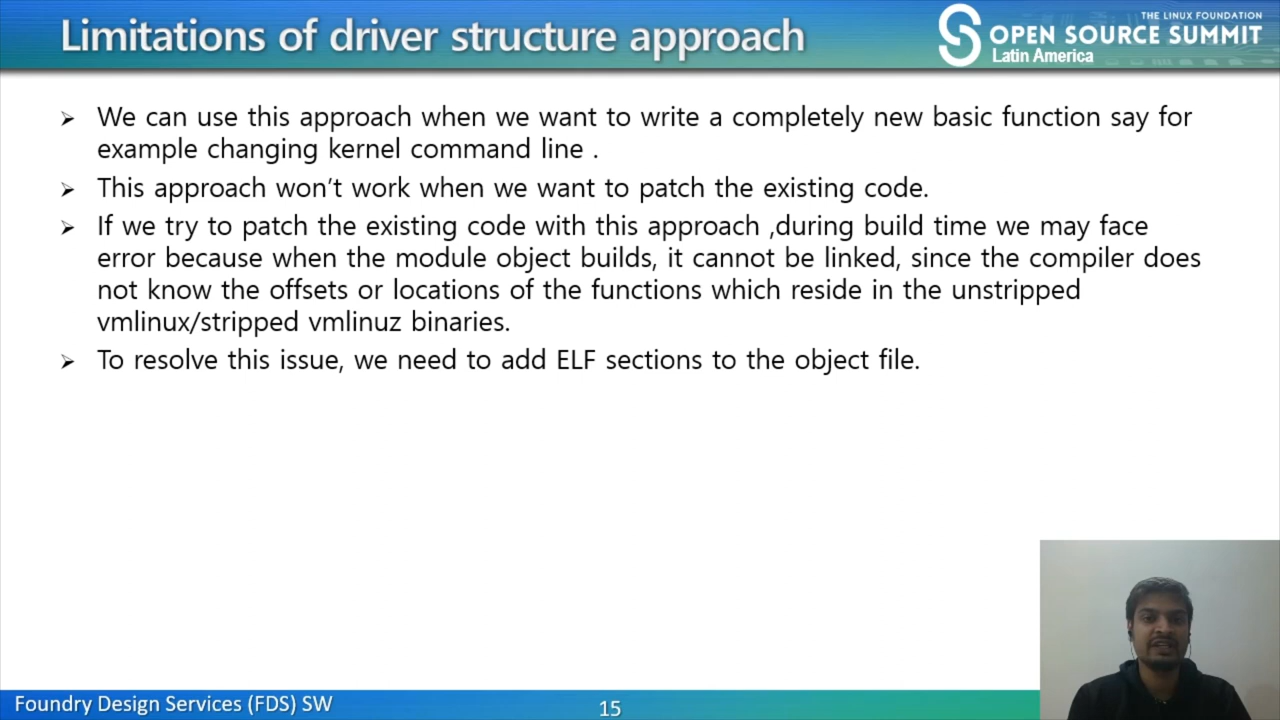 Limitations of driver structure approach
THE LINUX FOUNDATION
OPEN SOURCE SUMMIT
Latin America
➢ We can use this approach when we want to write a completely new basic function say for
example changing kernel command line .
➢ This approach won’t work when we want to patch the existing code.
➢ If we try to patch the existing code with this approach ,during build time we may face
error because when the module object builds, it cannot be linked, since the compiler does
not know the offsets or locations of the functions which reside in the unstripped
vmlinux/stripped vmlinuz binaries.
➢ To resolve this issue, we need to add ELF sections to the object file.
Foundry Design Services (FDS) SW
15